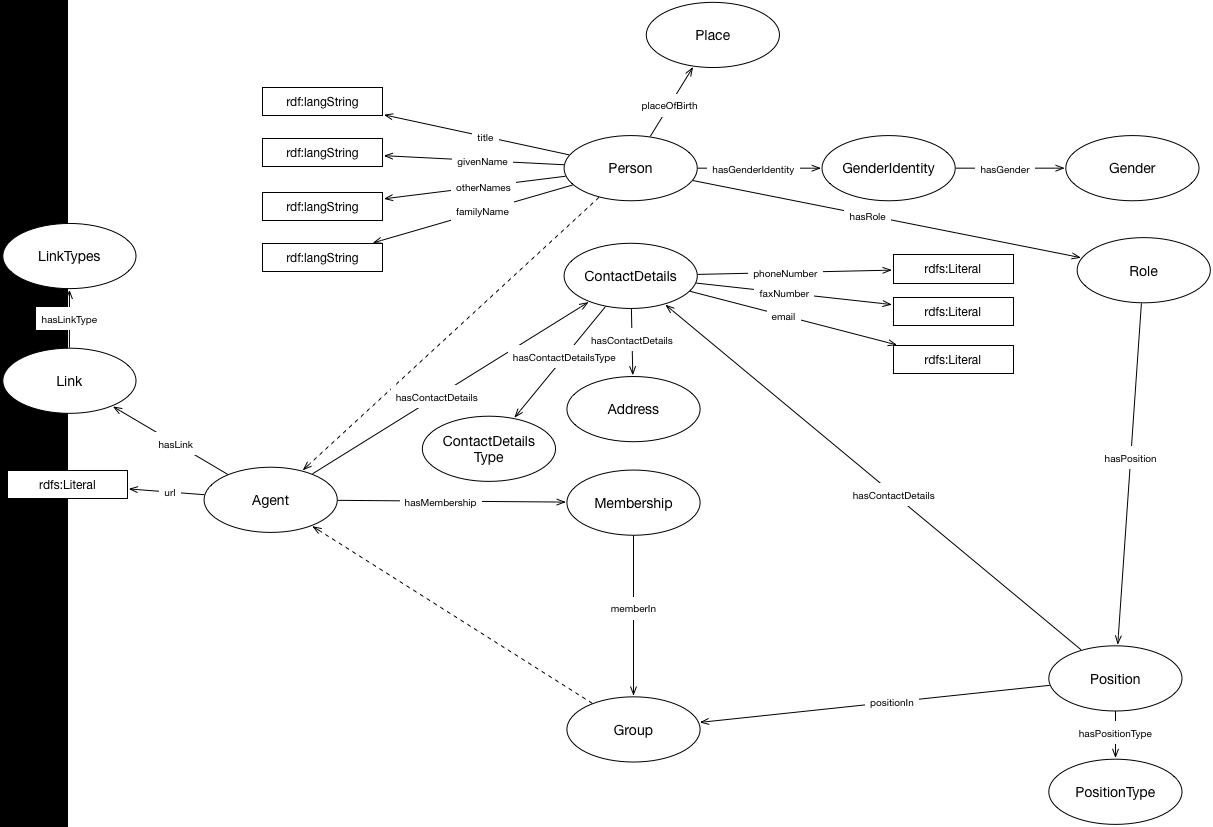 Place
placeOfBirth
rdf:langString
title
rdf:langString
givenName
Person
hasGenderIdentity
GenderIdentity
hasGender
Gender
otherNames
rdf:langString
familyName
hasRole
rdf:langString
LinkTypes
ContactDetails
phoneNumber
rdfs:Literal
Role
faxNumber
rdfs:Literal
email
hasLinkType
hasContactDetails
hasContactDetailsType
rdfs:Literal
Link
hasContactDetails
Address
ContactDetails
Type
hasLink
hasPosition
rdfs:Literal
url
Agent
hasMembership
Membership
hasContactDetails
memberIn
Position
positionIn
Group
hasPositionType
PositionType